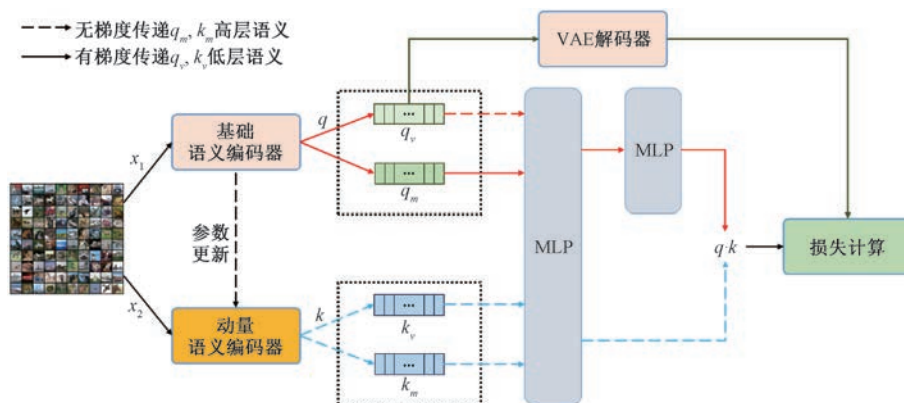 无梯度传递q_m, k_m高层语义
有梯度传递q_v, k_v低层语义
VAE解码器
基础
语义编码器
q
...
q_v
...
q_m
x_1
MLP
MLP
参数
更新
q·k
损失计算
x_2
动量
语义编码器
k
...
k_v
...
k_m